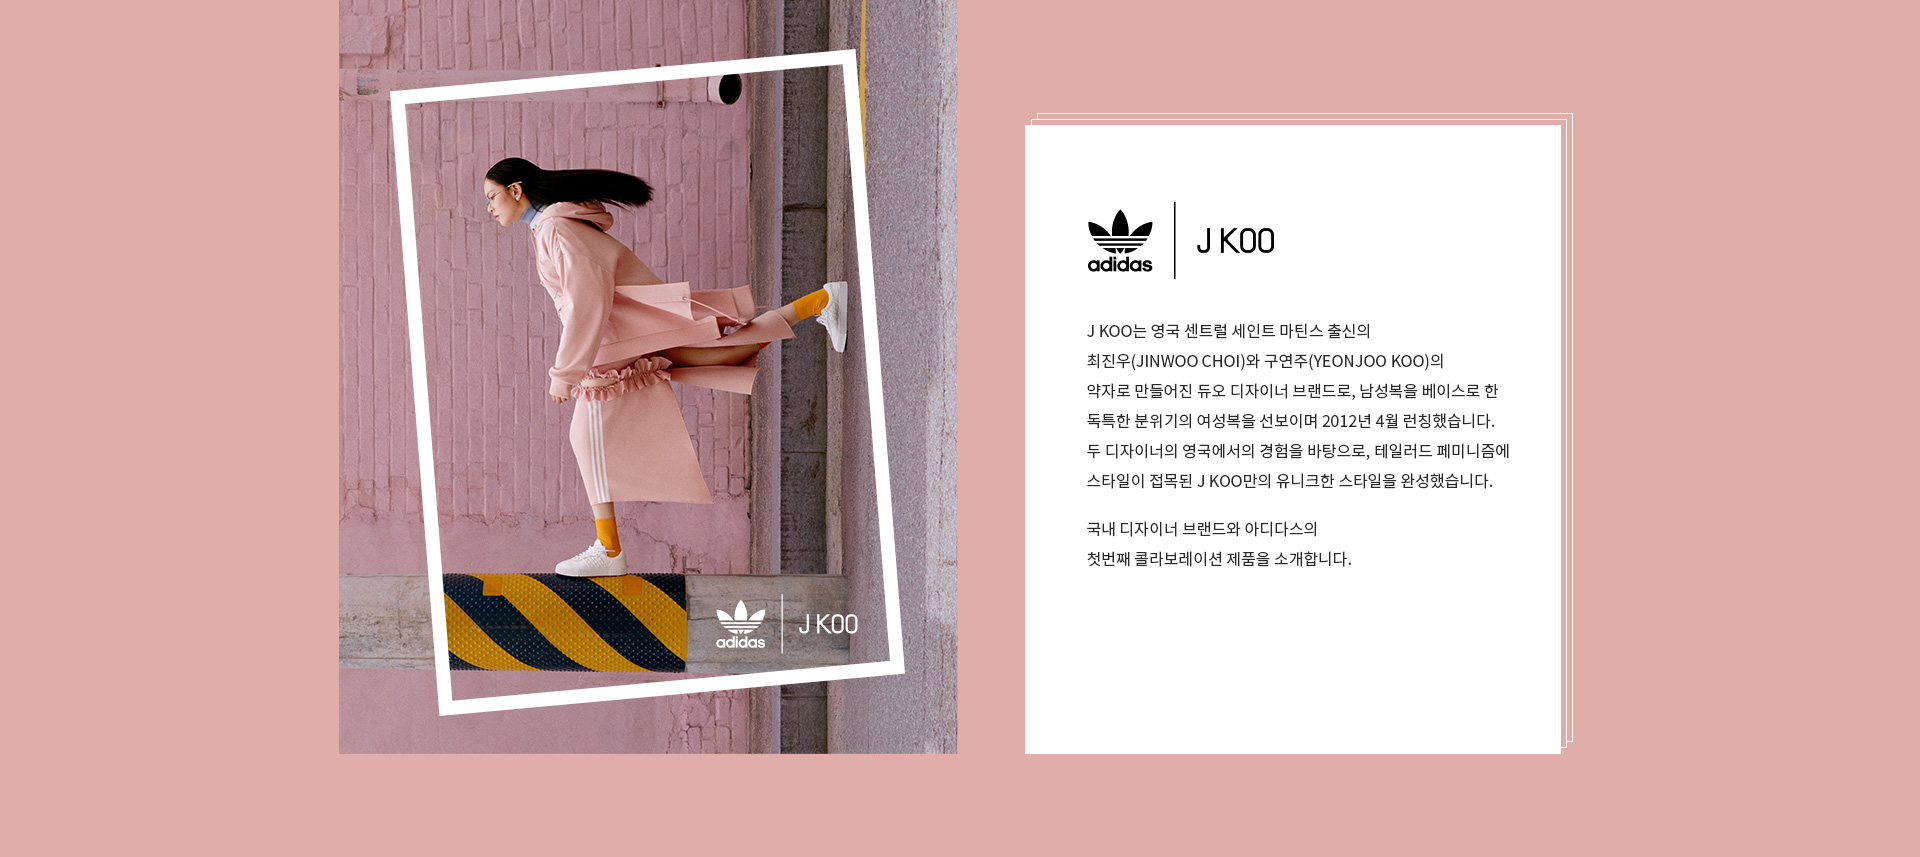 adidas
J KOO
adidas
J KOO
J KOO는 영국 센트럴 세인트 마틴스 출신의
최진우(JINWOO CHOI)와 구연주(YEONJOO KOO)의
약자로 만들어진 듀오 디자이너 브랜드로, 남성복을 베이스로 한
독특한 분위기의 여성복을 선보이며 2012년 4월 런칭했습니다.
두 디자이너의 영국에서의 경험을 바탕으로, 테일러드 페미니즘에
스타일이 접목된 J KOO만의 유니크한 스타일을 완성했습니다.
국내 디자이너 브랜드와 아디다스의
첫번째 콜라보레이션 제품을 소개합니다.